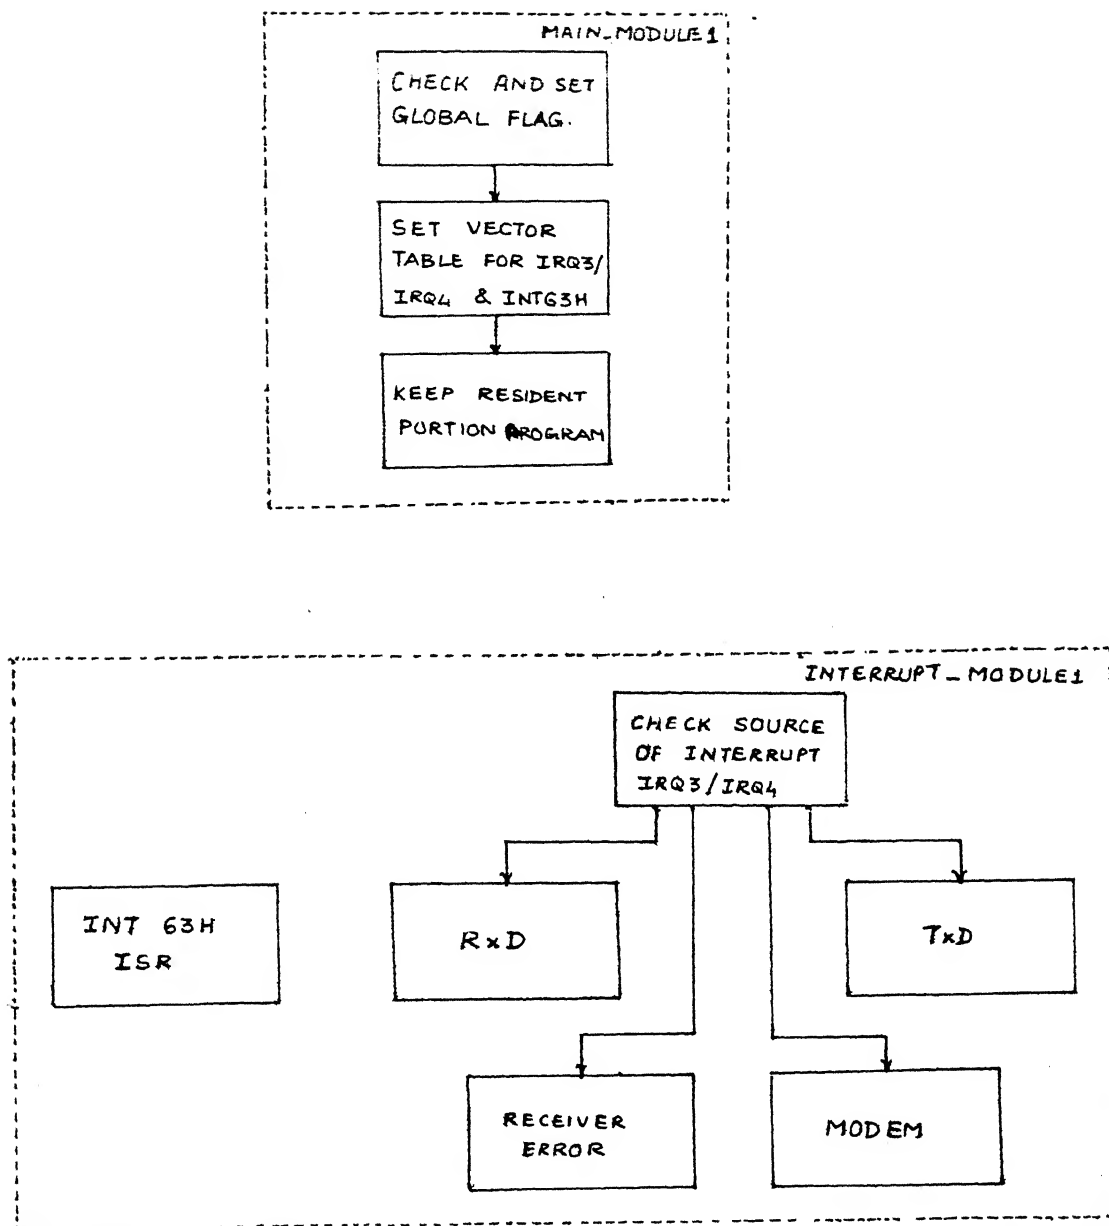 MAIN_MODULE1
CHECK AND SET
GLOBAL FLAG.
SET VECTOR
TABLE FOR IRQ3/
IRQ4 & INT63H
KEEP RESIDENT
PORTION PROGRAM
INTERRUPT_MODULE1
CHECK SOURCE
OF INTERRUPT
IRQ3/IRQ4
INT 63H
ISR
RxD
TxD
RECEIVER
ERROR
MODEM